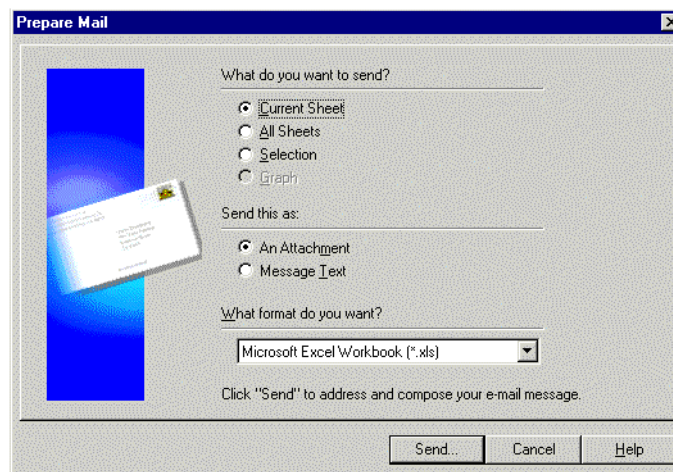 Prepare Mail
What do you want to send?
Current Sheet
All Sheets
Selection
Graph
Send this as:
An Attachment
Message Text
What format do you want?
Microsoft Excel Workbook (*.xls)
Click "Send" to address and compose your e-mail message.
Send... Cancel Help